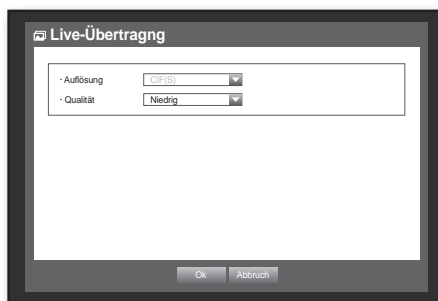 Live-Übertragng
· Auflösung CIF(S)
· Qualität Niedrig
Ok Abbruch